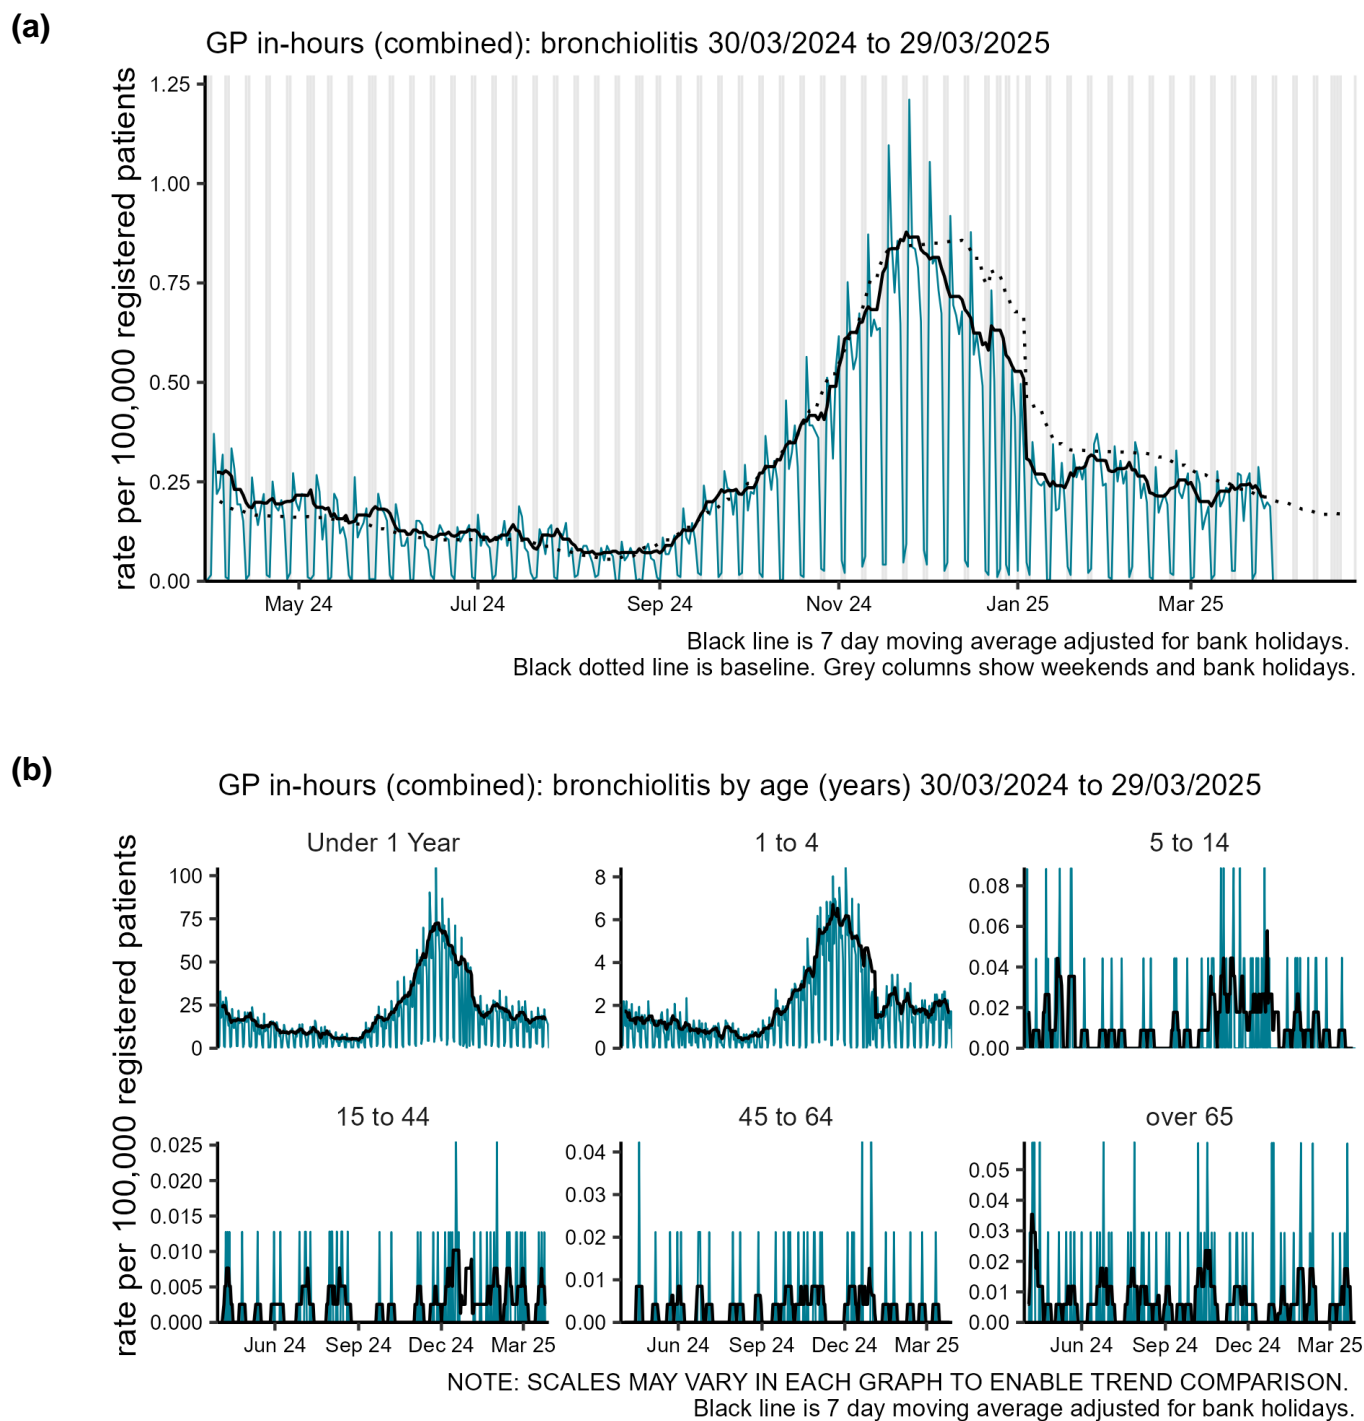 (a)
GP in-hours (combined): bronchiolitis 30/03/2024 to 29/03/2025
rate per 100,000 registered patients
1.25
1.00
0.75
0.50
0.25
0.00
May 24 Jul 24 Sep 24 Nov 24 Jan 25 Mar 25
Black line is 7 day moving average adjusted for bank holidays.
Black dotted line is baseline. Grey columns show weekends and bank holidays.
(b)
GP in-hours (combined): bronchiolitis by age (years) 30/03/2024 to 29/03/2025
rate per 100,000 registered patients
Under 1 Year
100
75
50
25
0
1 to 4
8
6
4
2
0
5 to 14
0.08
0.06
0.04
0.02
0.00
15 to 44
0.025
0.020
0.015
0.010
0.005
0.000
Jun 24 Sep 24 Dec 24 Mar 25
45 to 64
0.04
0.03
0.02
0.01
0.00
Jun 24 Sep 24 Dec 24 Mar 25
over 65
0.05
0.04
0.03
0.02
0.01
0.00
Jun 24 Sep 24 Dec 24 Mar 25
NOTE: SCALES MAY VARY IN EACH GRAPH TO ENABLE TREND COMPARISON.
Black line is 7 day moving average adjusted for bank holidays.